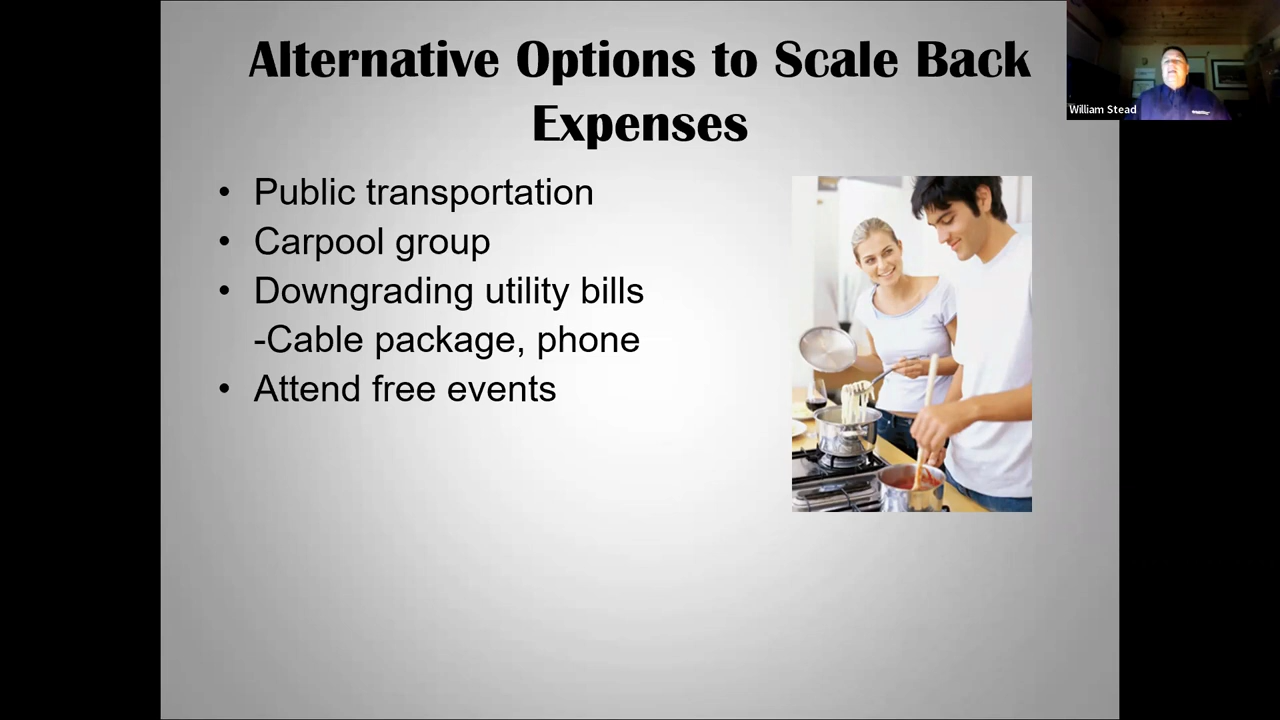 Alternative Options to Scale Back
Expenses
• Public transportation
• Carpool group
• Downgrading utility bills
-Cable package, phone
• Attend free events
William Stead